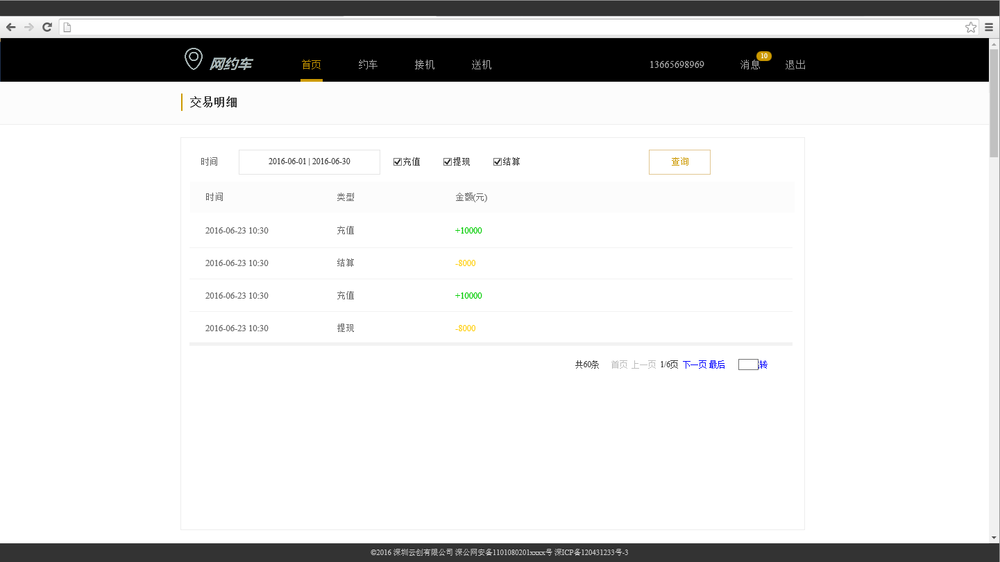 网约车 首页 约车 接机 送机 13665698969 消息 10 退出
交易明细
时间 2016-06-01 | 2016-06-30 充值 提现 结算 查询
时间 类型 金额(元)
2016-06-23 10:30 充值 +10000
2016-06-23 10:30 结算 -8000
2016-06-23 10:30 充值 +10000
2016-06-23 10:30 提现 -8000
共60条 首页 上一页 1/6页 下一页 最后 转
©2016 深圳云创有限公司 深公网安备1101080201xxxx号 深ICP备120431233号-3